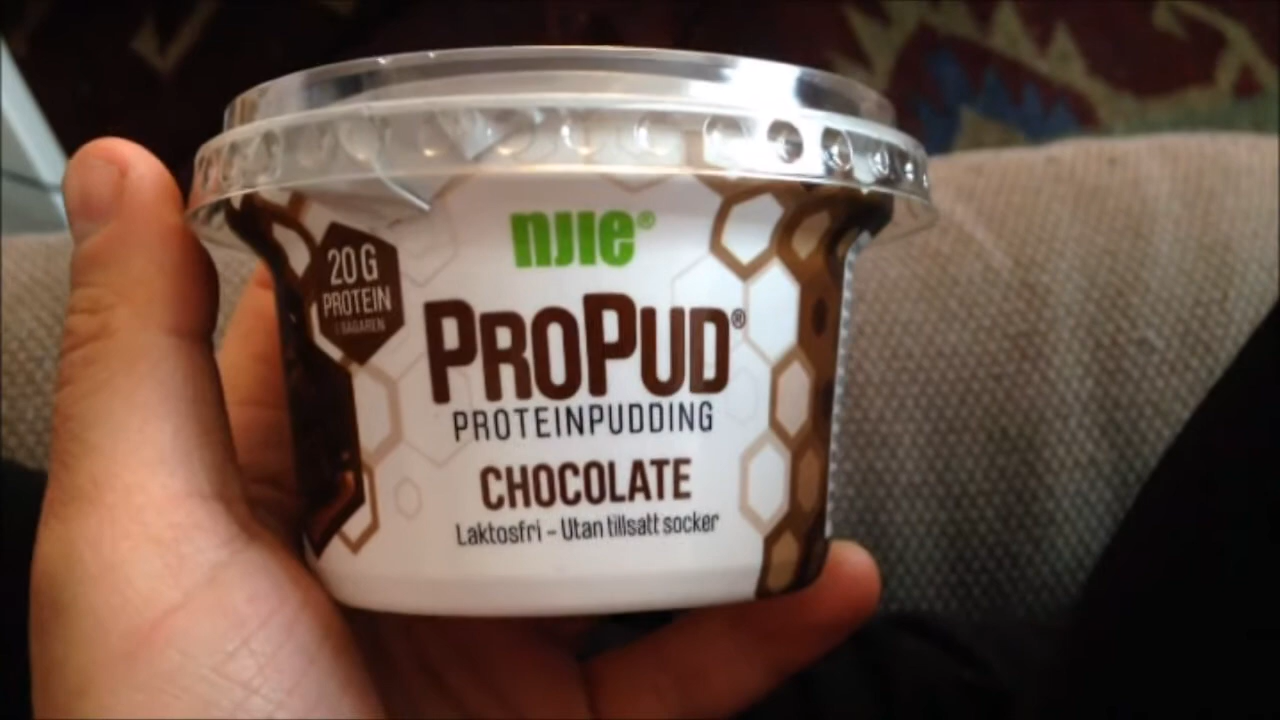 njie®
20 G
PROTEIN
I BÄGAREN
PROPUD®
PROTEINPUDDING
CHOCOLATE
Laktosfri – Utan tillsatt socker